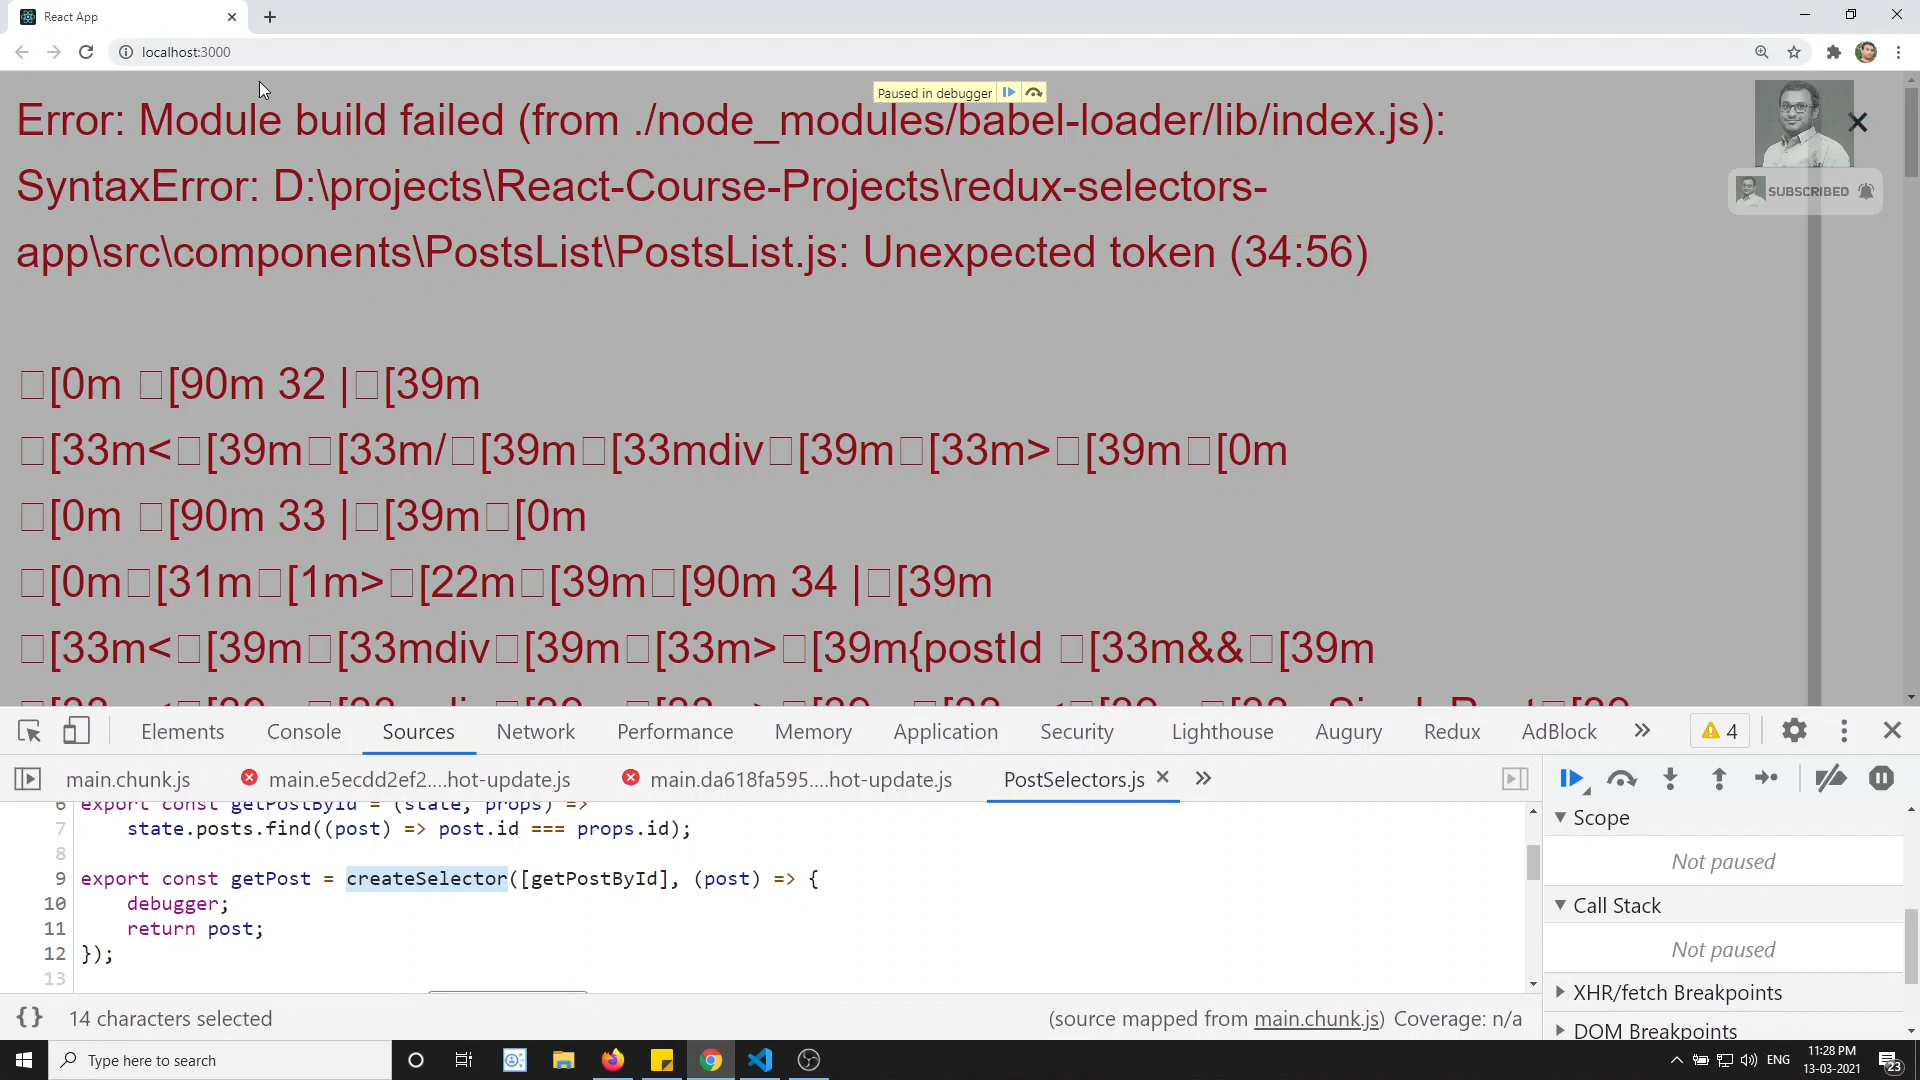 React App
localhost:3000
Paused in debugger
Error: Module build failed (from ./node_modules/babel-loader/lib/index.js):
SyntaxError: D:\projects\React-Course-Projects\redux-selectors-
app\src\components\PostsList\PostsList.js: Unexpected token (34:56)
SUBSCRIBED
□[0m □[90m 32 |□[39m
□[33m<□[39m□[33m/□[39m□[33mdiv□[39m□[33m>□[39m□[0m
□[0m □[90m 33 |□[39m□[0m
□[0m□[31m□[1m>□[22m□[39m□[90m 34 |□[39m
□[33m<□[39m□[33mdiv□[39m□[33m>□[39m{postId □[33m&&□[39m
Elements Console Sources Network Performance Memory Application Security Lighthouse Augury Redux AdBlock » 4
main.chunk.js main.e5ecdd2ef2....hot-update.js main.da618fa595....hot-update.js PostSelectors.js »
6 export const getPostById = (state, props) =>
7 state.posts.find((post) => post.id === props.id);
8
9 export const getPost = createSelector([getPostById], (post) => {
10 debugger;
11 return post;
12 });
13
Scope
Not paused
Call Stack
Not paused
XHR/fetch Breakpoints
DOM Breakpoints
{} 14 characters selected (source mapped from main.chunk.js) Coverage: n/a
Type here to search
ENG
11:28 PM
13-03-2021
23